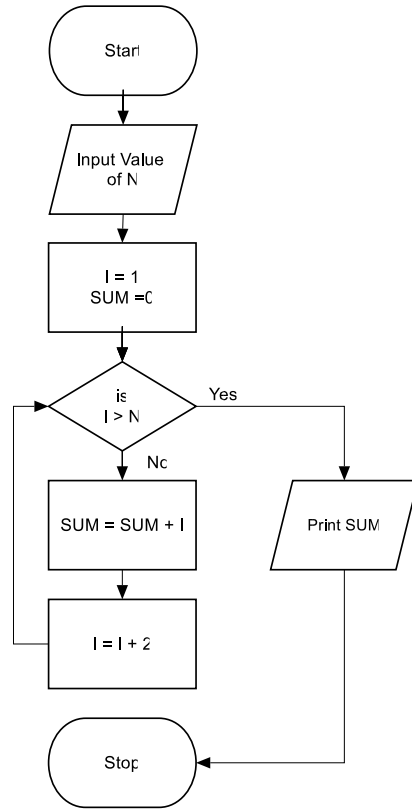 Start
Input Value
of N
I = 1
SUM =0
is
I > N
Yes
No
SUM = SUM + I
Print SUM
I = I + 2
Stop